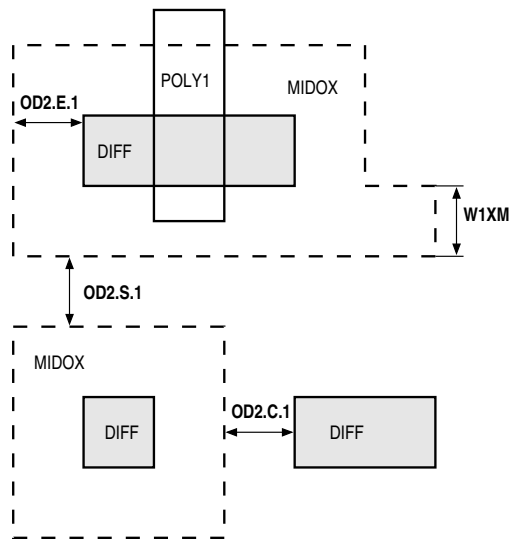 POLY1
MIDOX
OD2.E.1
DIFF
W1XM
OD2.S.1
MIDOX
DIFF
OD2.C.1
DIFF